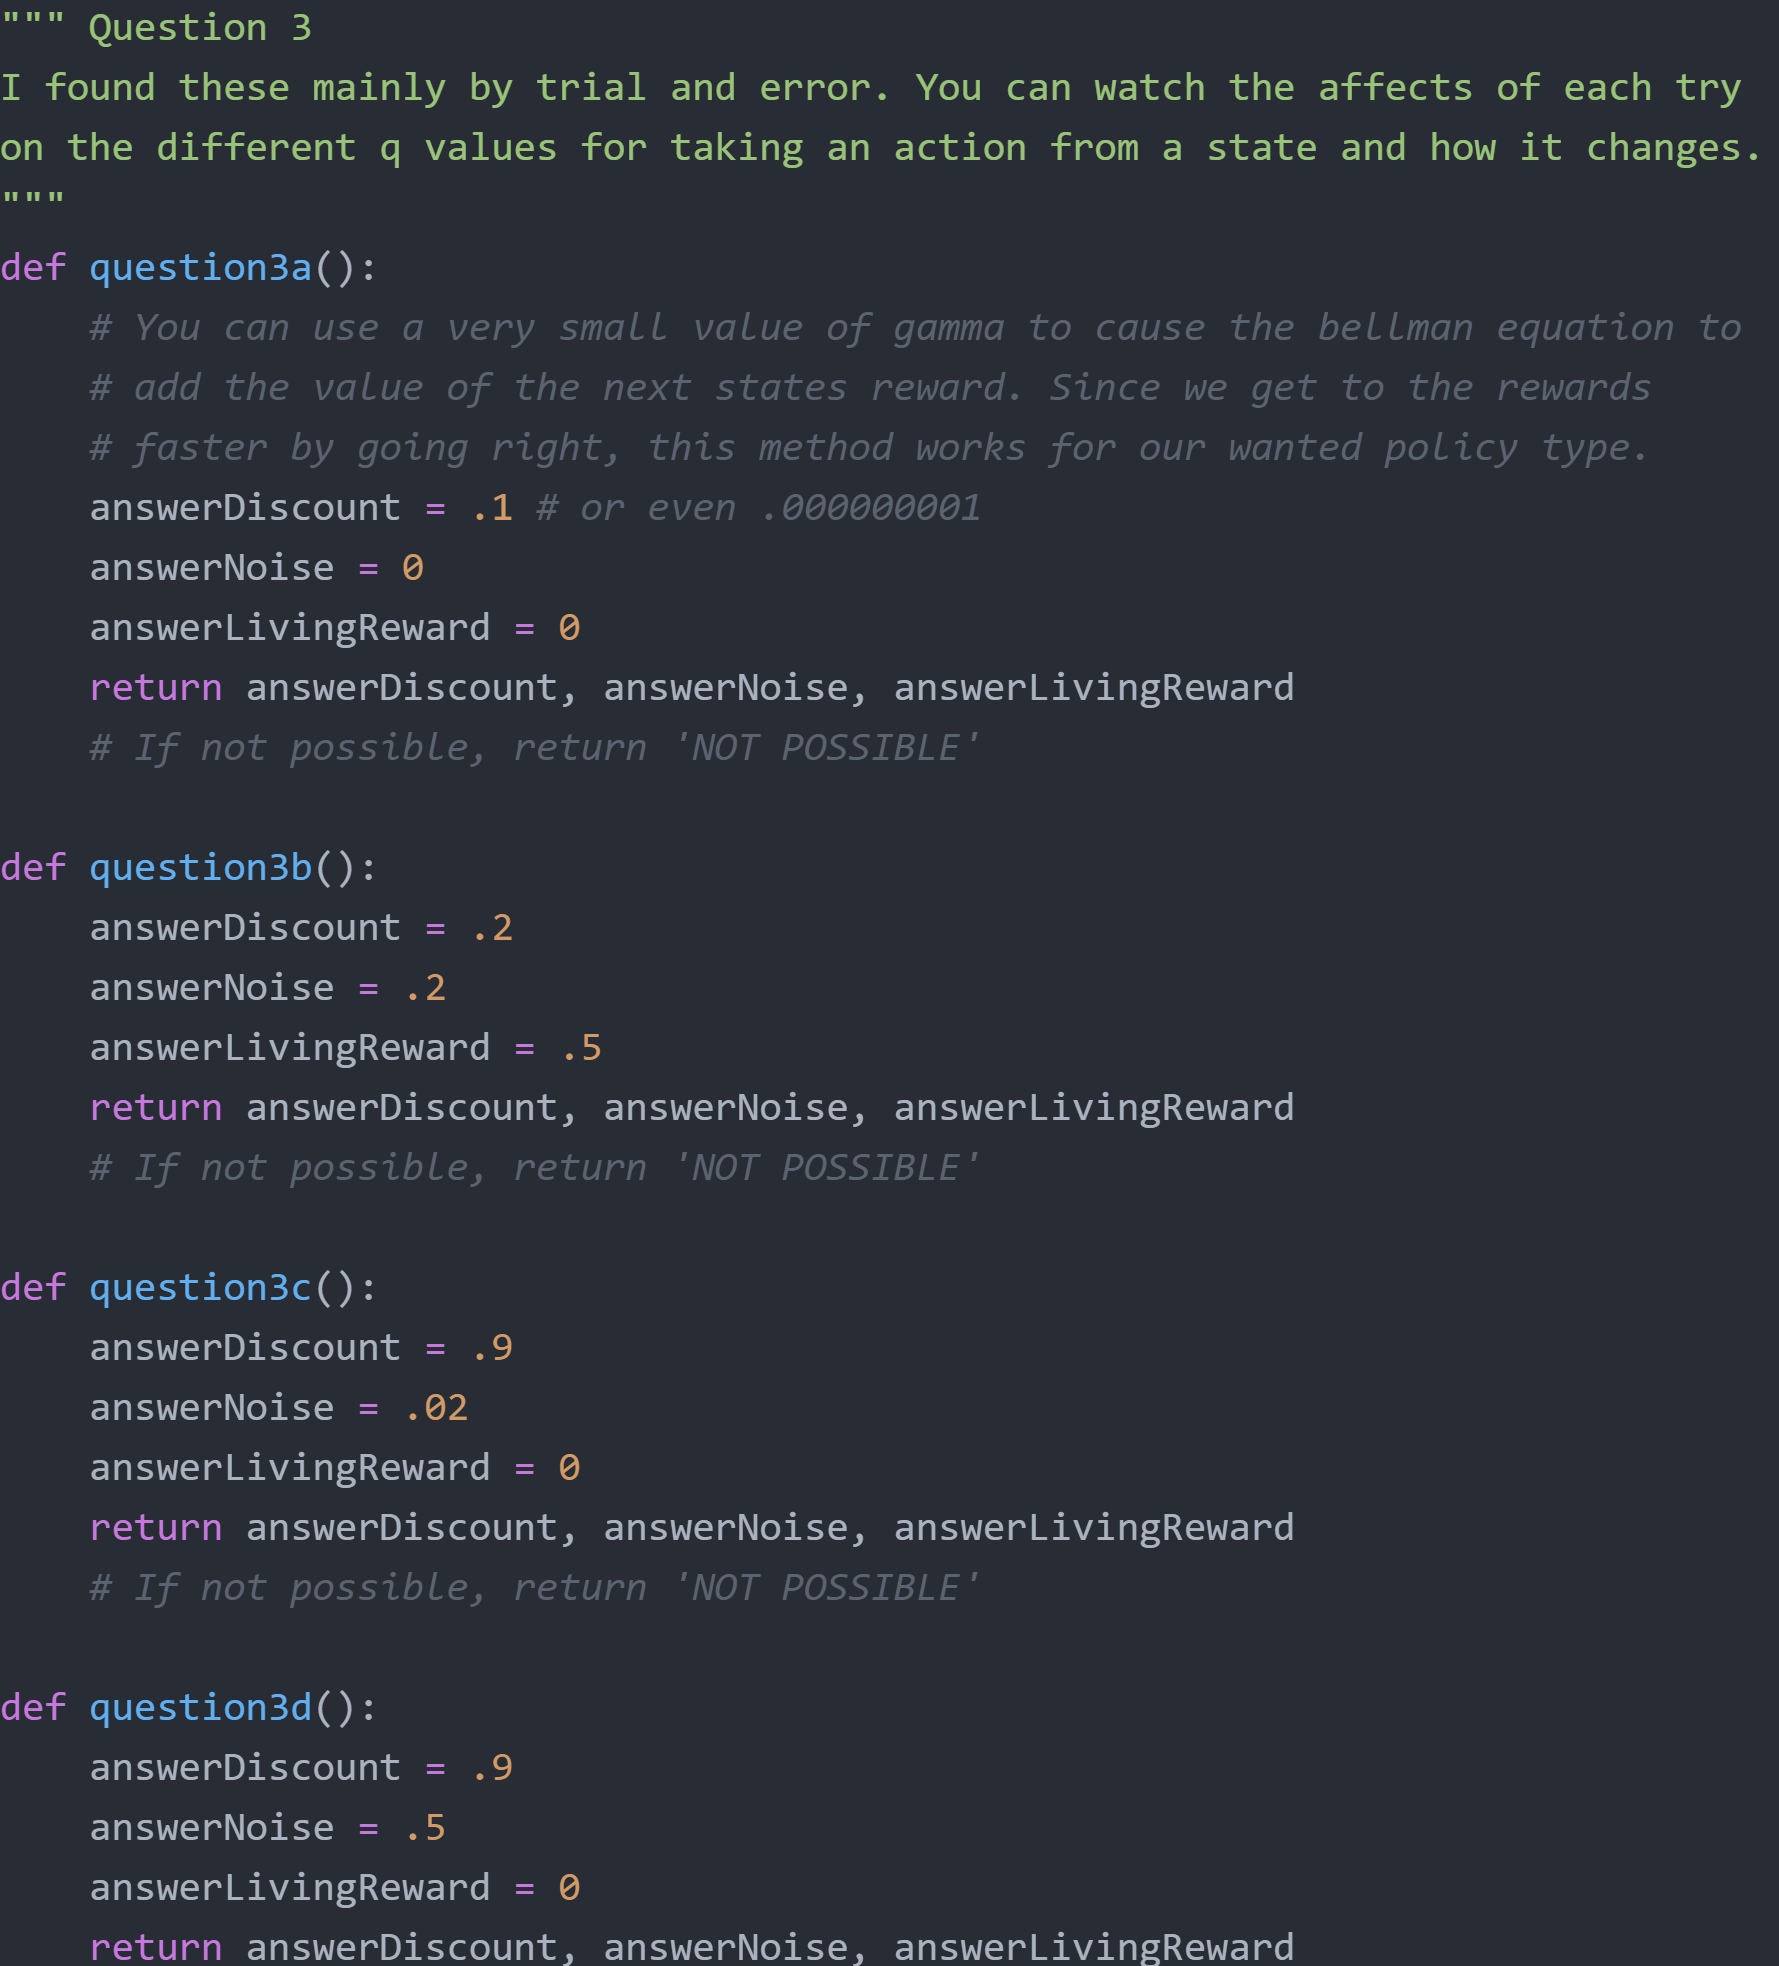 """ Question 3
I found these mainly by trial and error. You can watch the affects of each try
on the different q values for taking an action from a state and how it changes.
"""
def question3a():
    # You can use a very small value of gamma to cause the bellman equation to
    # add the value of the next states reward. Since we get to the rewards
    # faster by going right, this method works for our wanted policy type.
    answerDiscount = .1 # or even .000000001
    answerNoise = 0
    answerLivingReward = 0
    return answerDiscount, answerNoise, answerLivingReward
    # If not possible, return 'NOT POSSIBLE'

def question3b():
    answerDiscount = .2
    answerNoise = .2
    answerLivingReward = .5
    return answerDiscount, answerNoise, answerLivingReward
    # If not possible, return 'NOT POSSIBLE'

def question3c():
    answerDiscount = .9
    answerNoise = .02
    answerLivingReward = 0
    return answerDiscount, answerNoise, answerLivingReward
    # If not possible, return 'NOT POSSIBLE'

def question3d():
    answerDiscount = .9
    answerNoise = .5
    answerLivingReward = 0
    return answerDiscount, answerNoise, answerLivingReward